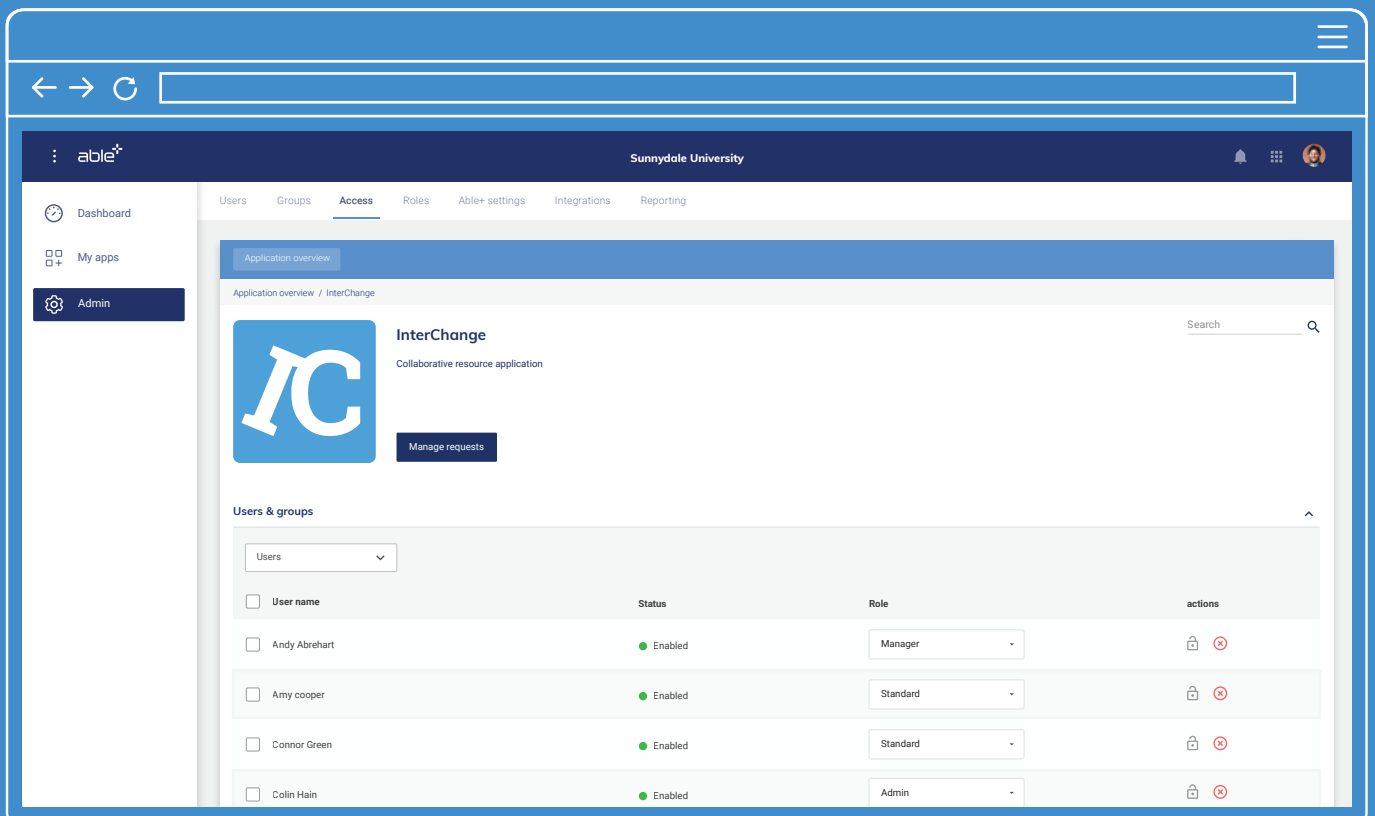 able+
Sunnydale University
Dashboard
My apps
Admin
Users Groups Access Roles Able+ settings Integrations Reporting
Application overview
Application overview / InterChange
IC
InterChange
Search
Collaborative resource application
Manage requests
Users & groups
Users
User name Status Role actions
Andy Abrehart Enabled Manager
Amy cooper Enabled Standard
Connor Green Enabled Standard
Colin Hain Enabled Admin